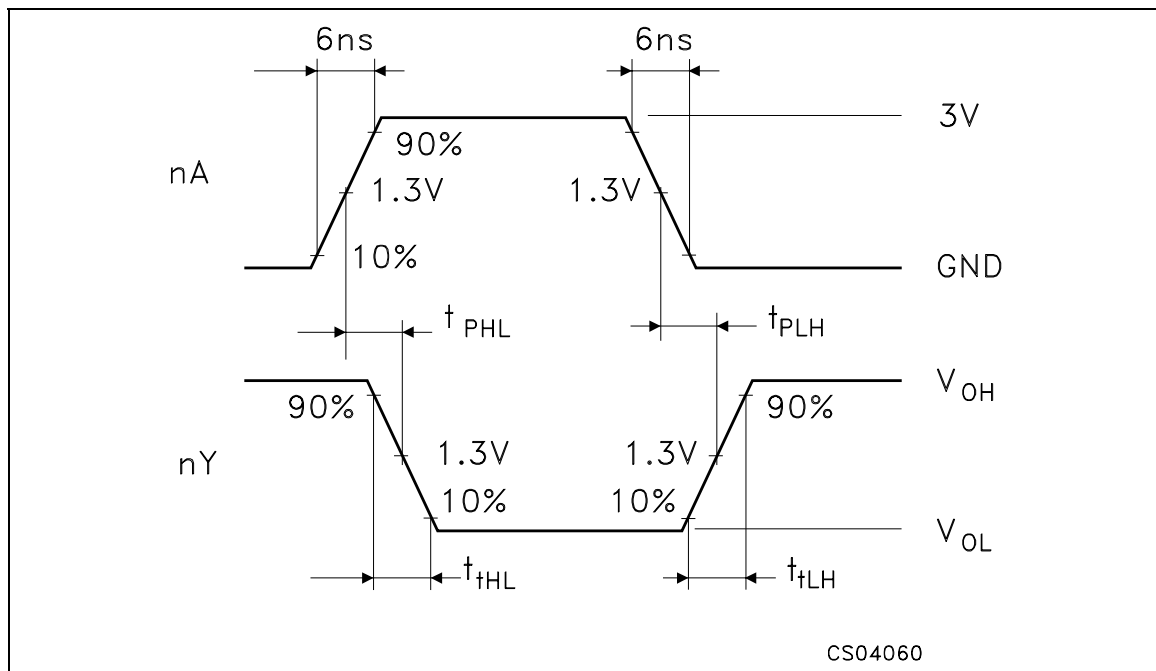 6ns 6ns
3V
90%
nA 1.3V 1.3V
10%
GND
t PHL tPLH
VOH
90% 90%
nY 1.3V 1.3V
10% 10%
VOL
ttHL ttLH
CS04060